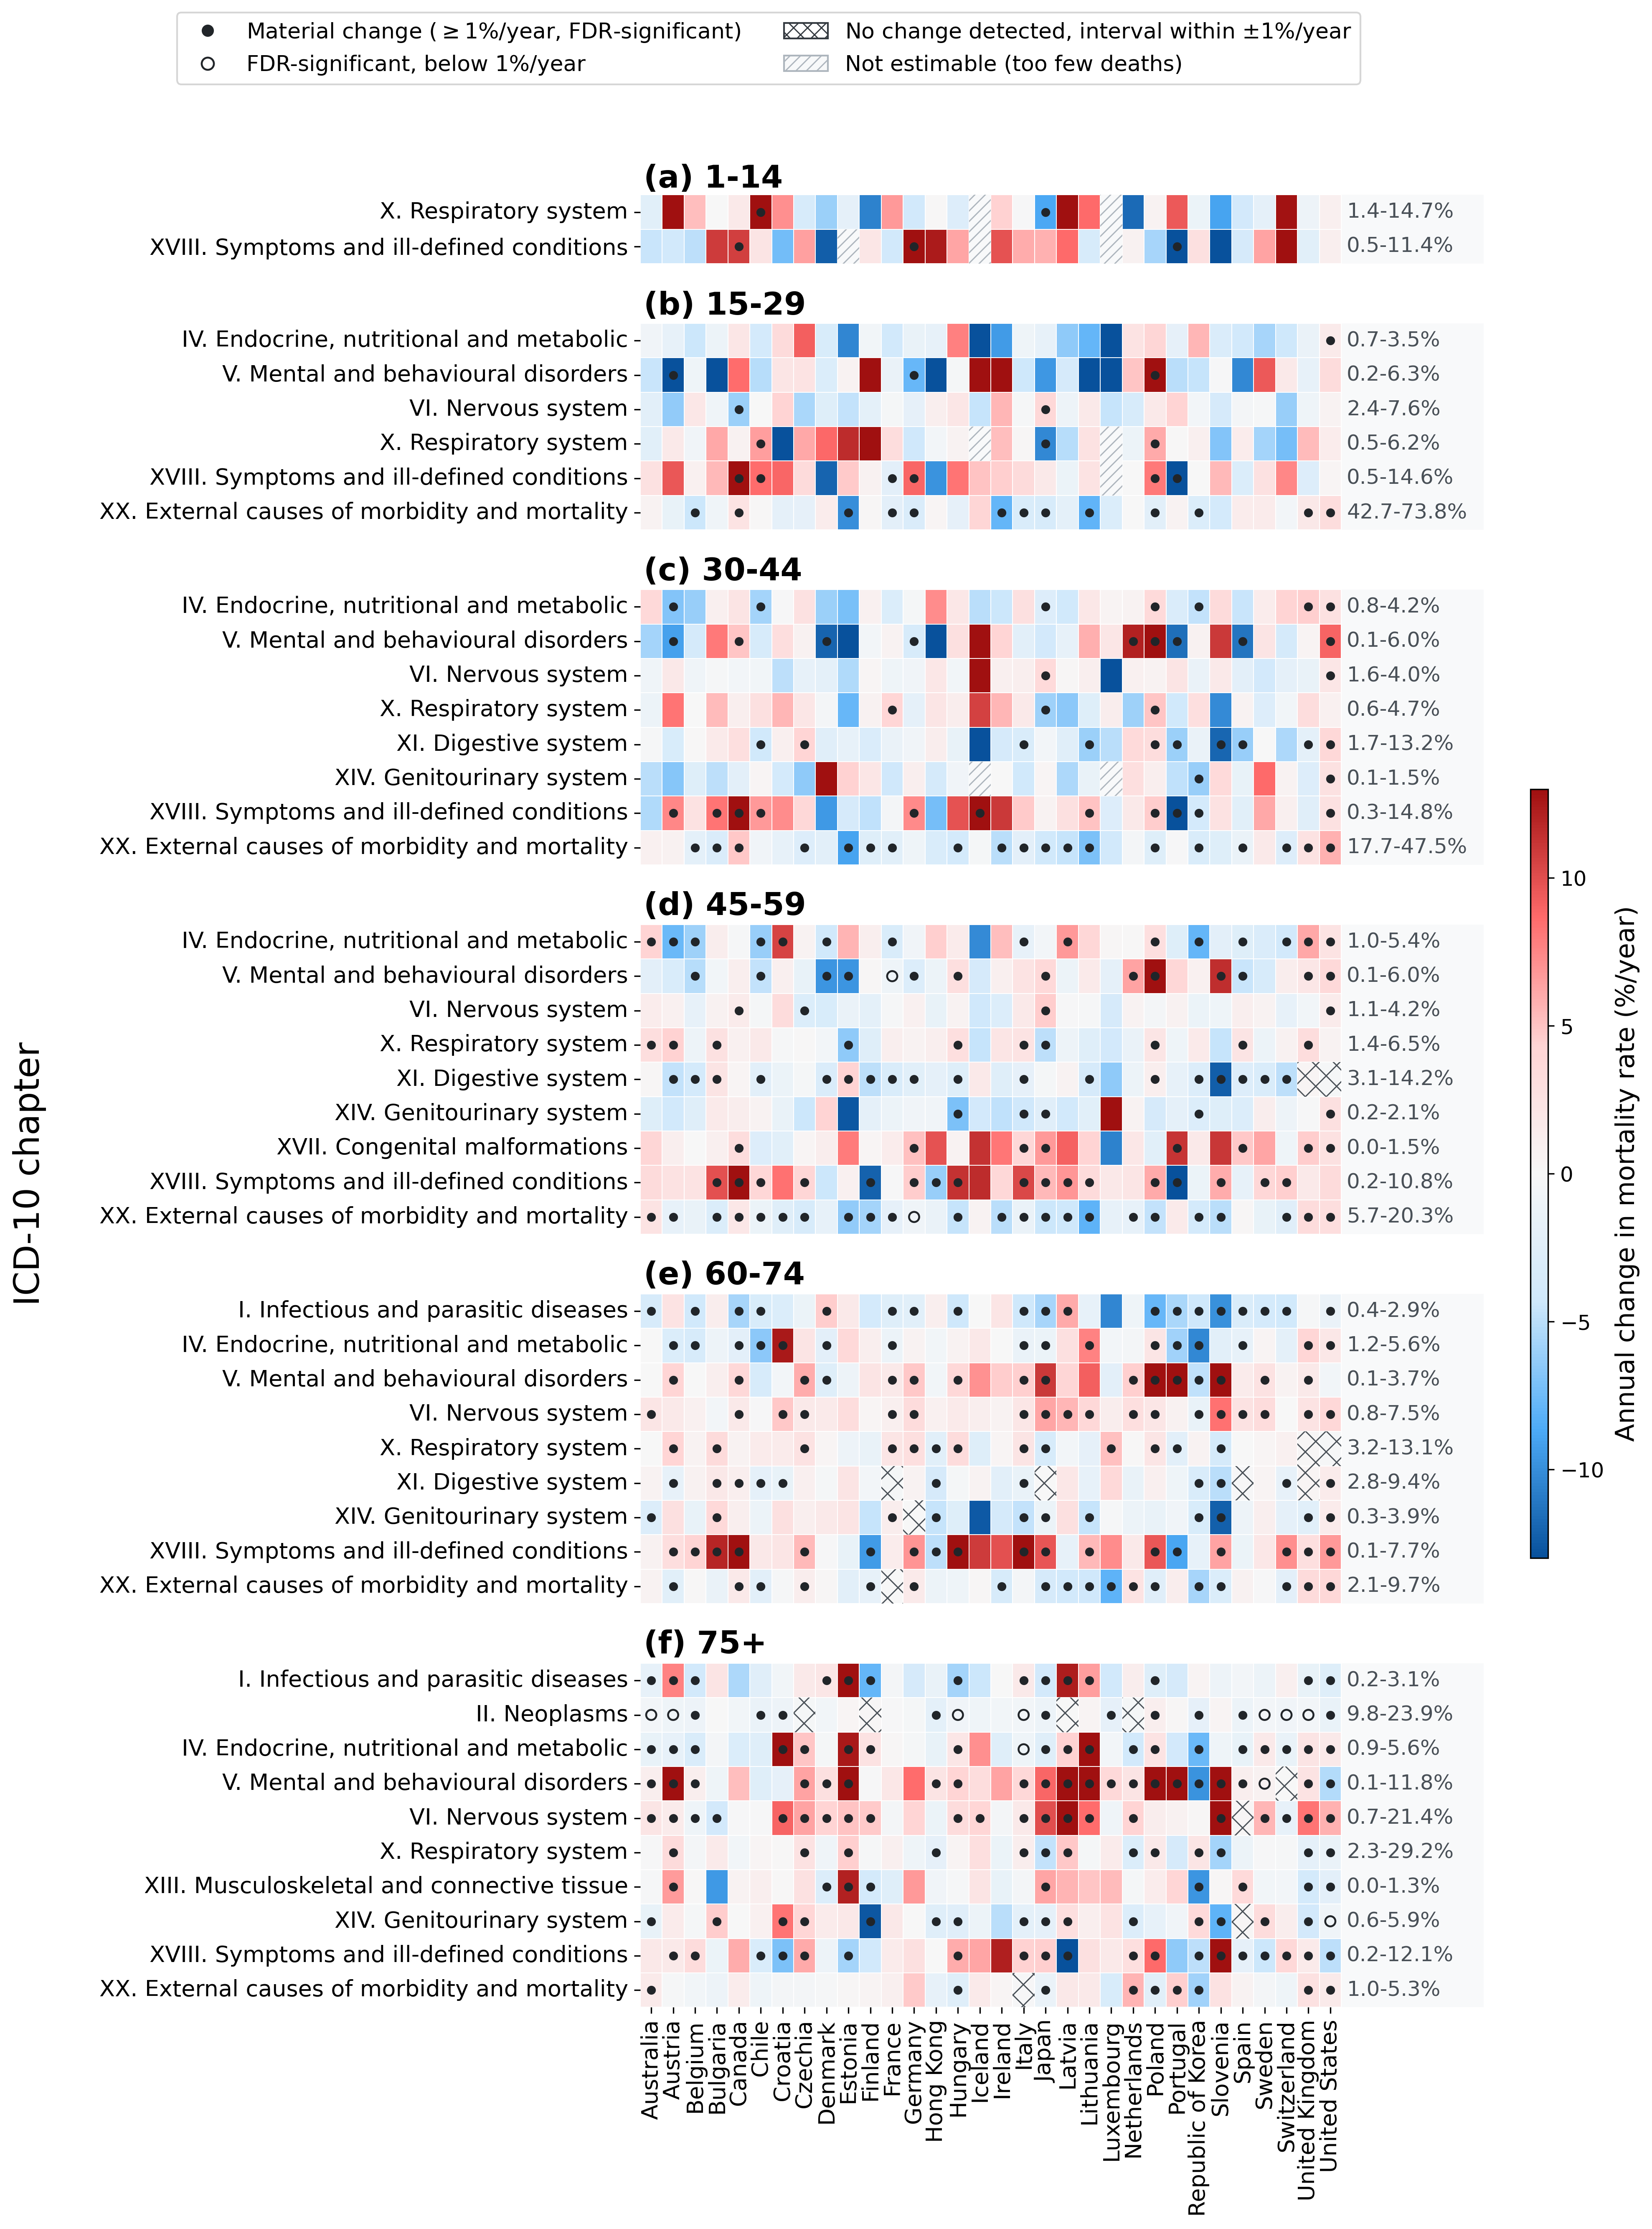 Material change (≥1%/year, FDR-significant)
FDR-significant, below 1%/year
No change detected, interval within ±1%/year
Not estimable (too few deaths)
(a) 1-14
X. Respiratory system 1.4-14.7%
XVIII. Symptoms and ill-defined conditions 0.5-11.4%
(b) 15-29
IV. Endocrine, nutritional and metabolic 0.7-3.5%
V. Mental and behavioural disorders 0.2-6.3%
VI. Nervous system 2.4-7.6%
X. Respiratory system 0.5-6.2%
XVIII. Symptoms and ill-defined conditions 0.5-14.6%
XX. External causes of morbidity and mortality 42.7-73.8%
(c) 30-44
IV. Endocrine, nutritional and metabolic 0.8-4.2%
V. Mental and behavioural disorders 0.1-6.0%
VI. Nervous system 1.6-4.0%
X. Respiratory system 0.6-4.7%
XI. Digestive system 1.7-13.2%
XIV. Genitourinary system 0.1-1.5%
XVIII. Symptoms and ill-defined conditions 0.3-14.8%
XX. External causes of morbidity and mortality 17.7-47.5%
(d) 45-59
IV. Endocrine, nutritional and metabolic 1.0-5.4%
V. Mental and behavioural disorders 0.1-6.0%
VI. Nervous system 1.1-4.2%
X. Respiratory system 1.4-6.5%
XI. Digestive system 3.1-14.2%
XIV. Genitourinary system 0.2-2.1%
XVII. Congenital malformations 0.0-1.5%
XVIII. Symptoms and ill-defined conditions 0.2-10.8%
XX. External causes of morbidity and mortality 5.7-20.3%
(e) 60-74
I. Infectious and parasitic diseases 0.4-2.9%
IV. Endocrine, nutritional and metabolic 1.2-5.6%
V. Mental and behavioural disorders 0.1-3.7%
VI. Nervous system 0.8-7.5%
X. Respiratory system 3.2-13.1%
XI. Digestive system 2.8-9.4%
XIV. Genitourinary system 0.3-3.9%
XVIII. Symptoms and ill-defined conditions 0.1-7.7%
XX. External causes of morbidity and mortality 2.1-9.7%
(f) 75+
I. Infectious and parasitic diseases 0.2-3.1%
II. Neoplasms 9.8-23.9%
IV. Endocrine, nutritional and metabolic 0.9-5.6%
V. Mental and behavioural disorders 0.1-11.8%
VI. Nervous system 0.7-21.4%
X. Respiratory system 2.3-29.2%
XIII. Musculoskeletal and connective tissue 0.0-1.3%
XIV. Genitourinary system 0.6-5.9%
XVIII. Symptoms and ill-defined conditions 0.2-12.1%
XX. External causes of morbidity and mortality 1.0-5.3%
Australia
Austria
Belgium
Bulgaria
Canada
Chile
Croatia
Czechia
Denmark
Estonia
Finland
France
Germany
Hong Kong
Hungary
Iceland
Ireland
Italy
Japan
Latvia
Lithuania
Luxembourg
Netherlands
Poland
Portugal
Republic of Korea
Slovenia
Spain
Sweden
Switzerland
United Kingdom
United States
ICD-10 chapter
10
5
0
−5
−10
Annual change in mortality rate (%/year)